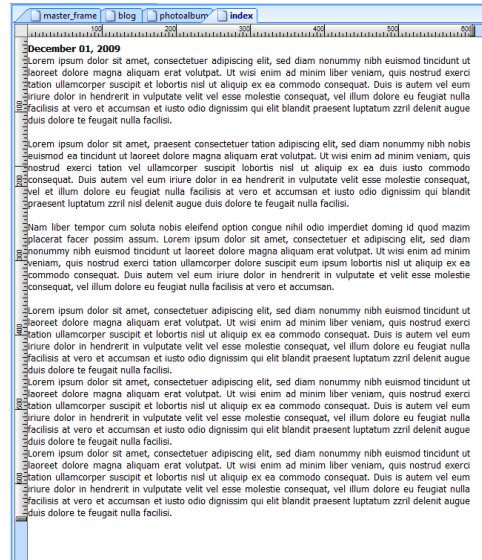 master_frame blog photoalbum index
100 200 300 400 500 600
December 01, 2009
Lorem ipsum dolor sit amet, consectetuer adipiscing elit, sed diam nonummy nibh euismod tincidunt ut
laoreet dolore magna aliquam erat volutpat. Ut wisi enim ad minim liber veniam, quis nostrud exerci
tation ullamcorper suscipit et lobortis nisl ut aliquip ex ea commodo consequat. Duis is autem vel eum
iriure dolor in hendrerit in vulputate velit vel esse molestie consequat, vel illum dolore eu feugiat nulla
facilisis at vero et accumsan et iusto odio dignissim qui elit blandit praesent luptatum zzril delenit augue
duis dolore te feugait nulla facilisi.
Lorem ipsum dolor sit amet, praesent consectetuer tation adipiscing elit, sed diam nonummy nibh nobis
euismod ea tincidunt ut laoreet dolore magna aliquam erat volutpat. Ut wisi enim ad minim veniam, quis
nostrud exerci tation vel ullamcorper suscipit lobortis nisl ut aliquip ex ea duis iusto commodo
consequat. Duis autem vel eum iriure dolor in ea hendrerit in vulputate velit esse molestie consequat,
vel et illum dolore eu feugiat nulla facilisis at vero et accumsan et iusto odio dignissim qui blandit
praesent luptatum zzril nisl delenit augue duis dolore te feugait nulla facilisi.
Nam liber tempor cum soluta nobis eleifend option congue nihil odio imperdiet doming id quod mazim
placerat facer possim assum. Lorem ipsum dolor sit amet, consectetuer et adipiscing elit, sed diam
nonummy nibh euismod tincidunt ut laoreet dolore magna aliquam erat volutpat. Ut wisi enim ad minim
veniam, quis nostrud exerci tation ullamcorper dolore suscipit eum ipsum lobortis nisl ut aliquip ex ea
commodo consequat. Duis autem vel eum iriure dolor in hendrerit in vulputate et velit esse molestie
consequat, vel illum dolore eu feugiat nulla facilisis at vero et accumsan.
Lorem ipsum dolor sit amet, consectetuer adipiscing elit, sed diam nonummy nibh euismod tincidunt ut
laoreet dolore magna aliquam erat volutpat. Ut wisi enim ad minim liber veniam, quis nostrud exerci
tation ullamcorper suscipit et lobortis nisl ut aliquip ex ea commodo consequat. Duis is autem vel eum
iriure dolor in hendrerit in vulputate velit vel esse molestie consequat, vel illum dolore eu feugiat nulla
facilisis at vero et accumsan et iusto odio dignissim qui elit blandit praesent luptatum zzril delenit augue
duis dolore te feugait nulla facilisi.
Lorem ipsum dolor sit amet, consectetuer adipiscing elit, sed diam nonummy nibh euismod tincidunt ut
laoreet dolore magna aliquam erat volutpat. Ut wisi enim ad minim liber veniam, quis nostrud exerci
tation ullamcorper suscipit et lobortis nisl ut aliquip ex ea commodo consequat. Duis is autem vel eum
iriure dolor in hendrerit in vulputate velit vel esse molestie consequat, vel illum dolore eu feugiat nulla
facilisis at vero et accumsan et iusto odio dignissim qui elit blandit praesent luptatum zzril delenit augue
duis dolore te feugait nulla facilisi.
Lorem ipsum dolor sit amet, consectetuer adipiscing elit, sed diam nonummy nibh euismod tincidunt ut
laoreet dolore magna aliquam erat volutpat. Ut wisi enim ad minim liber veniam, quis nostrud exerci
tation ullamcorper suscipit et lobortis nisl ut aliquip ex ea commodo consequat. Duis is autem vel eum
iriure dolor in hendrerit in vulputate velit vel esse molestie consequat, vel illum dolore eu feugiat nulla
facilisis at vero et accumsan et iusto odio dignissim qui elit blandit praesent luptatum zzril delenit augue
duis dolore te feugait nulla facilisi.